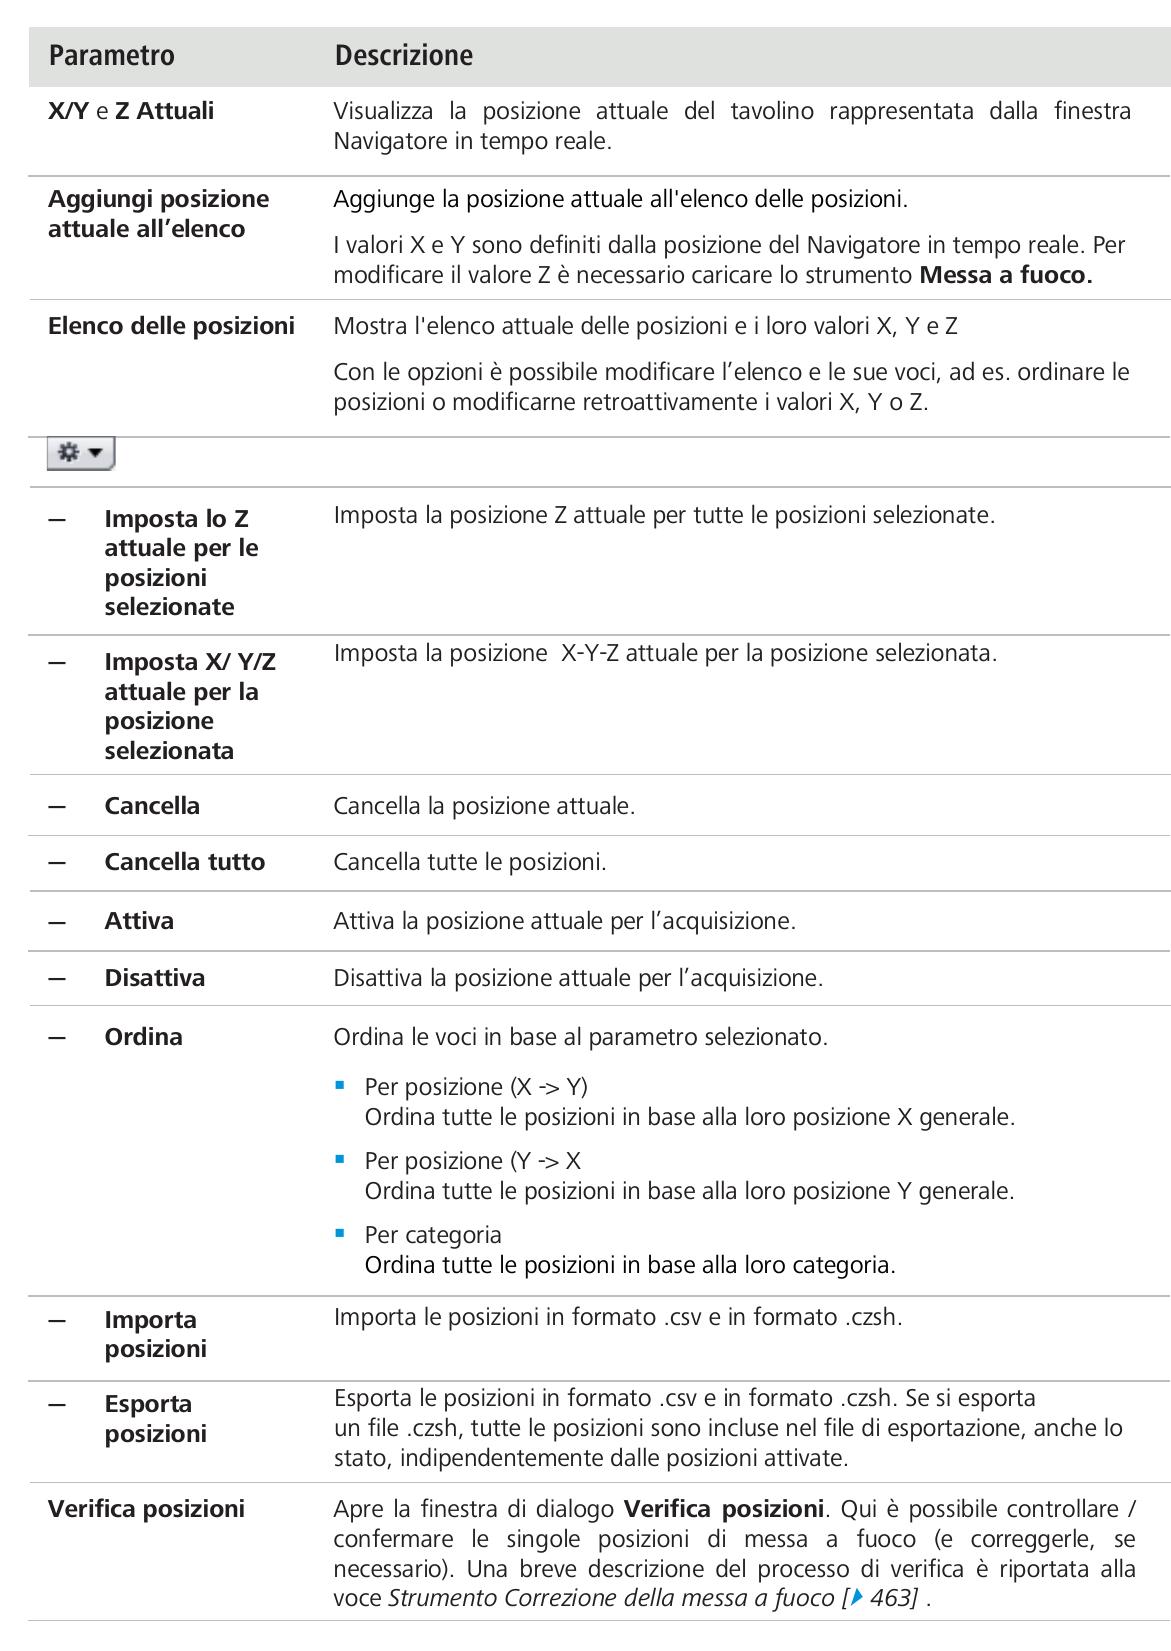 Parametro Descrizione
X/Y e Z Attuali Visualizza la posizione attuale del tavolino rappresentata dalla finestra
Navigatore in tempo reale.
Aggiungi posizione Aggiunge la posizione attuale all'elenco delle posizioni.
attuale all’elenco
I valori X e Y sono definiti dalla posizione del Navigatore in tempo reale. Per
modificare il valore Z è necessario caricare lo strumento Messa a fuoco.
Elenco delle posizioni Mostra l'elenco attuale delle posizioni e i loro valori X, Y e Z
Con le opzioni è possibile modificare l’elenco e le sue voci, ad es. ordinare le
posizioni o modificarne retroattivamente i valori X, Y o Z.
— Imposta lo Z Imposta la posizione Z attuale per tutte le posizioni selezionate.
attuale per le
posizioni
selezionate
— Imposta X/ Y/Z Imposta la posizione  X-Y-Z attuale per la posizione selezionata.
attuale per la
posizione
selezionata
— Cancella Cancella la posizione attuale.
— Cancella tutto Cancella tutte le posizioni.
— Attiva Attiva la posizione attuale per l’acquisizione.
— Disattiva Disattiva la posizione attuale per l’acquisizione.
— Ordina Ordina le voci in base al parametro selezionato.
▪ Per posizione (X -> Y)
Ordina tutte le posizioni in base alla loro posizione X generale.
▪ Per posizione (Y -> X
Ordina tutte le posizioni in base alla loro posizione Y generale.
▪ Per categoria
Ordina tutte le posizioni in base alla loro categoria.
— Importa Importa le posizioni in formato .csv e in formato .czsh.
posizioni
— Esporta Esporta le posizioni in formato .csv e in formato .czsh. Se si esporta
posizioni un file .czsh, tutte le posizioni sono incluse nel file di esportazione, anche lo
stato, indipendentemente dalle posizioni attivate.
Verifica posizioni Apre la finestra di dialogo Verifica posizioni. Qui è possibile controllare /
confermare le singole posizioni di messa a fuoco (e correggerle, se
necessario). Una breve descrizione del processo di verifica è riportata alla
voce Strumento Correzione della messa a fuoco [ 463] .